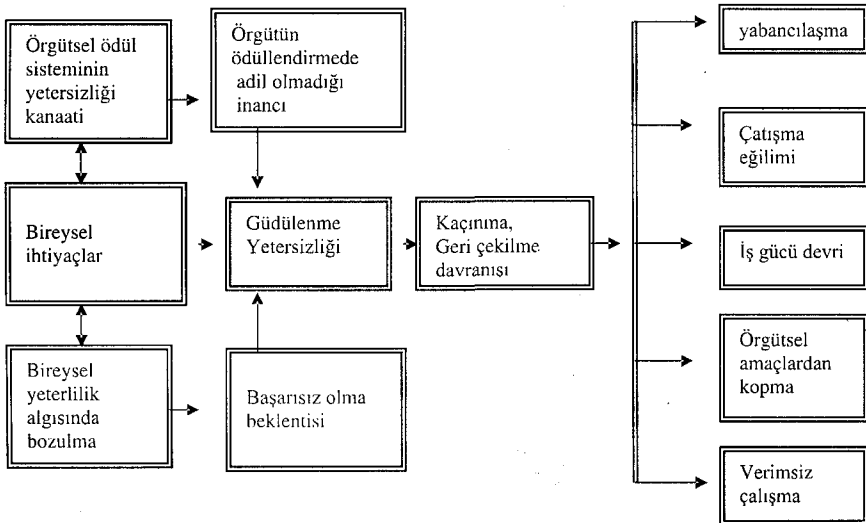 Örgütsel ödül
sisteminin
yetersizliği
kanaati
Örgütün
ödüllendirmede
adil olmadığı
inancı
Bireysel
ihtiyaçlar
Güdülenme
Yetersizliği
Kaçınma,
Geri çekilme
davranışı
Bireysel
yeterlilik
algısında
bozulma
Başarısız olma
beklentisi
yabancılaşma
Çatışma
eğilimi
İş gücü devri
Örgütsel
amaçlardan
kopma
Verimsiz
çalışma